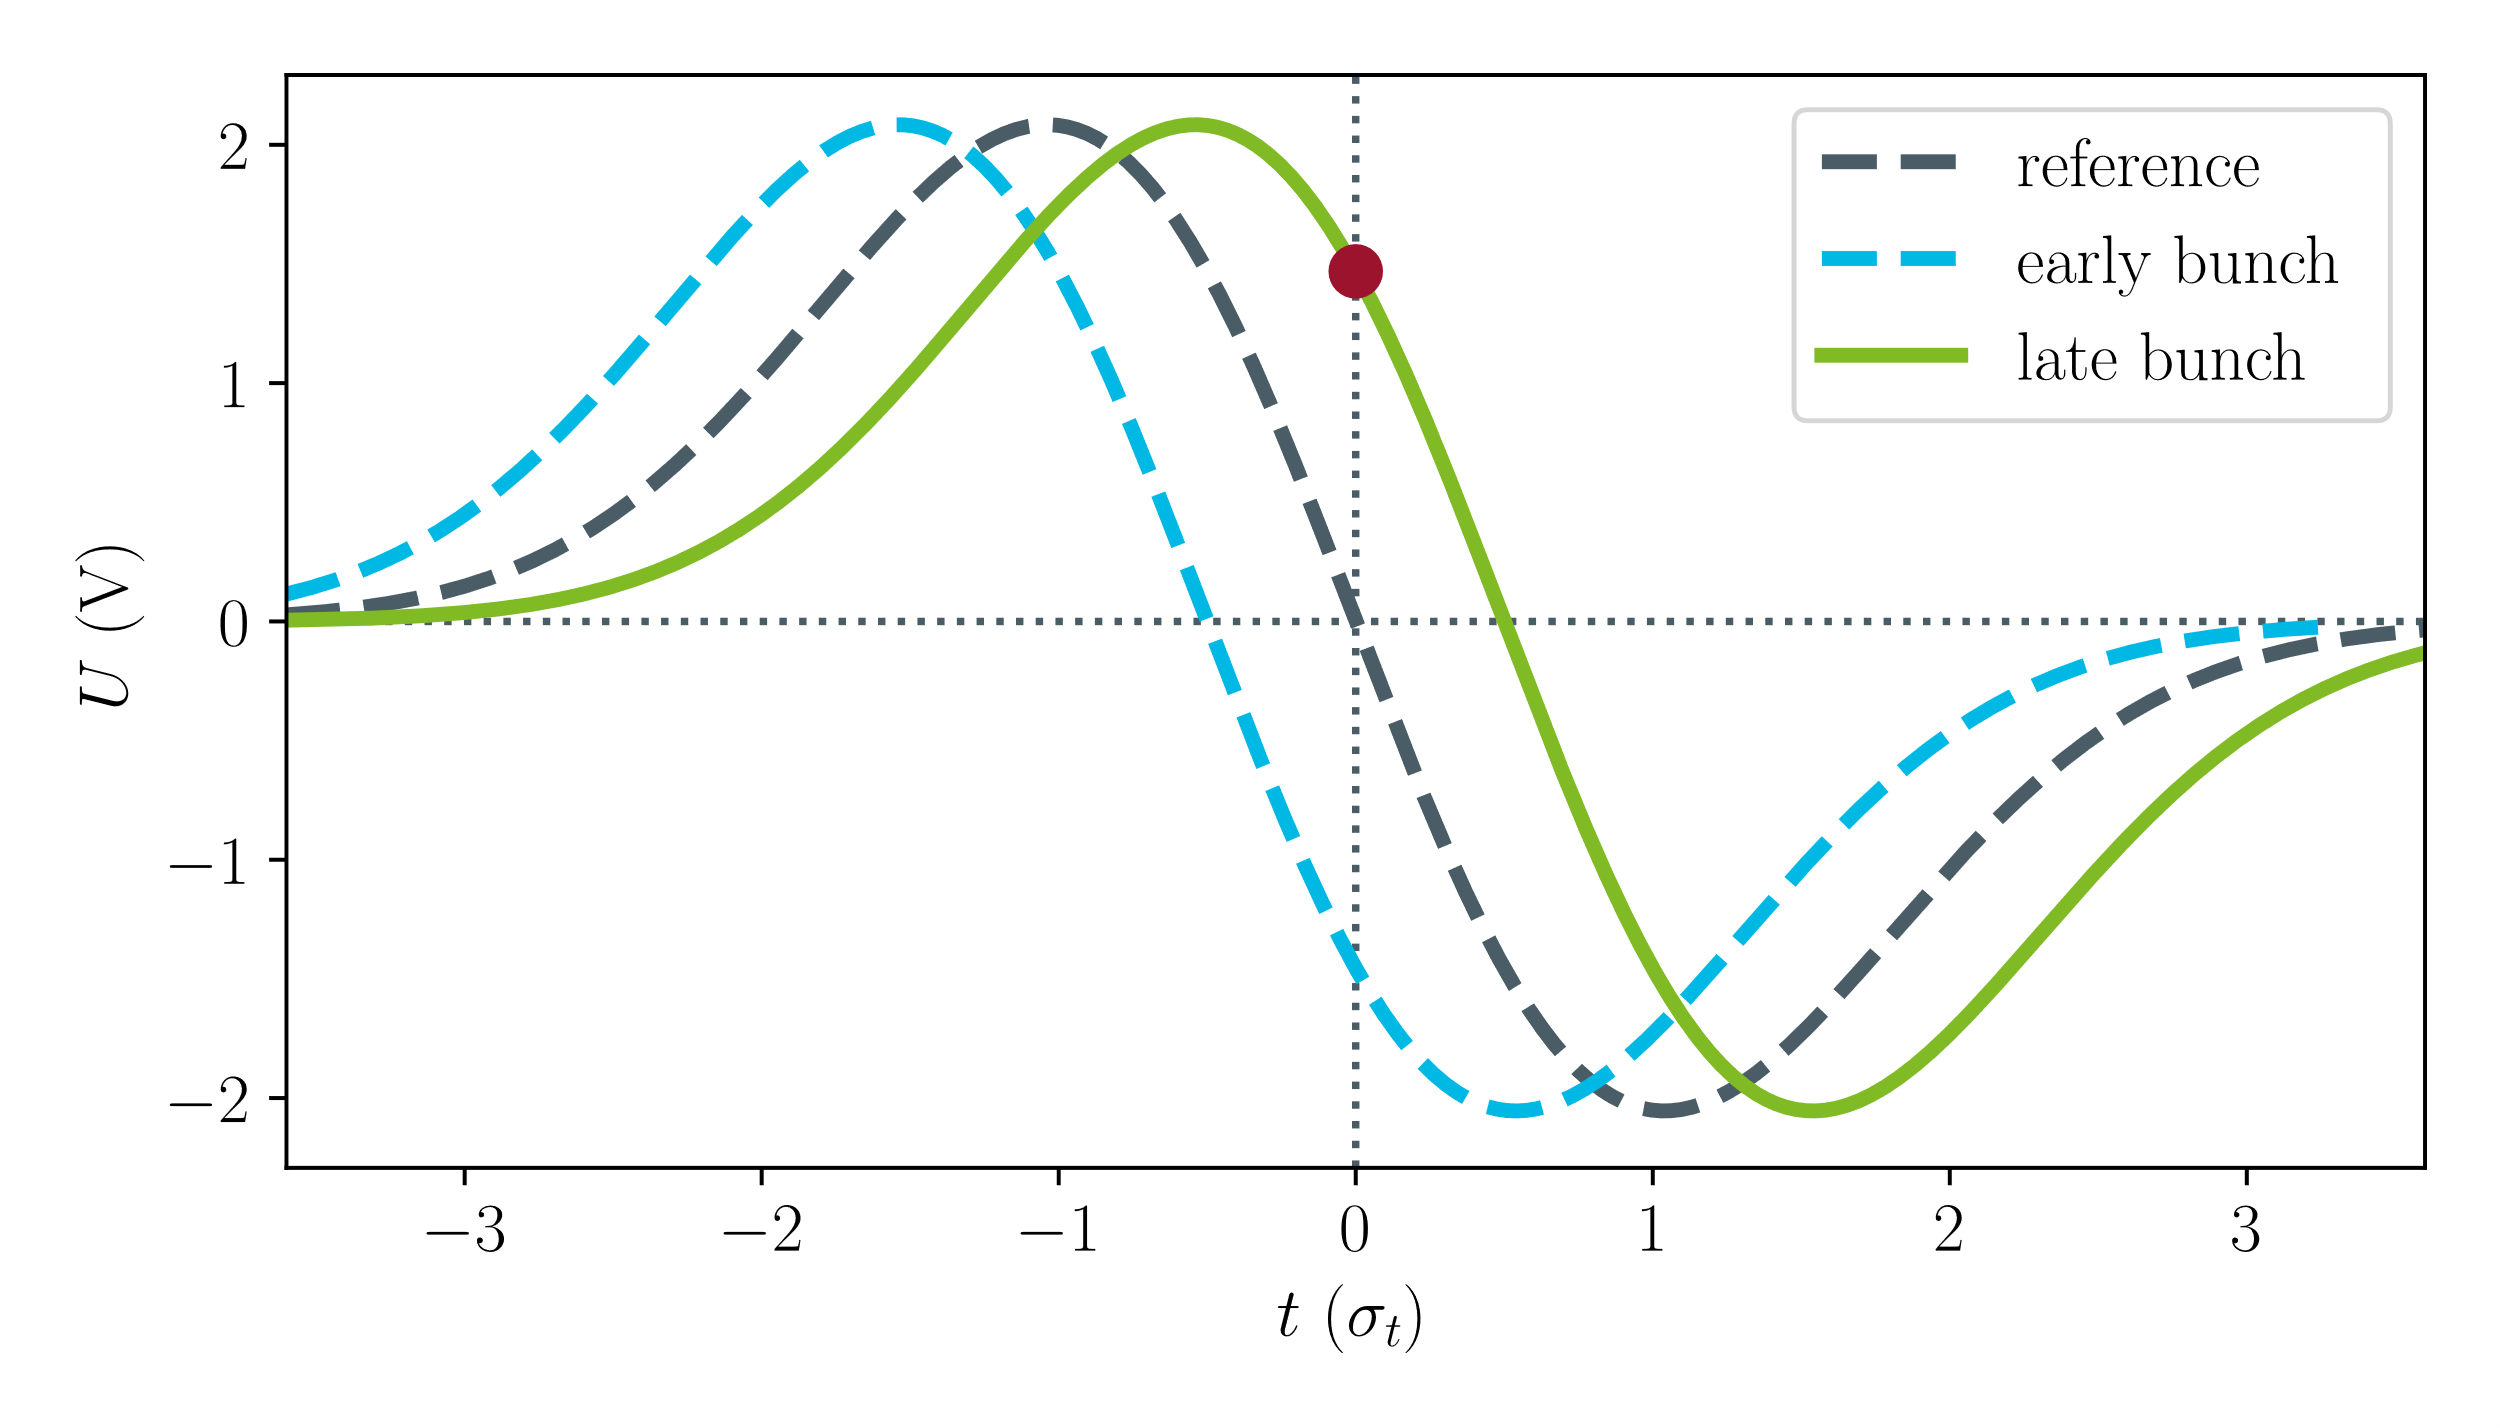 reference
early bunch
late bunch
2
1
0
−1
−2
U (V)
−3 −2 −1 0 1 2 3
t (σₜ)